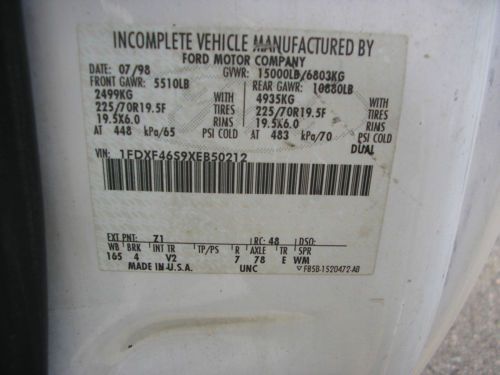 INCOMPLETE VEHICLE MANUFACTURED BY
FORD MOTOR COMPANY
DATE: 07/98 GVWR: 15000LB/6803KG
FRONT GAWR: 5510LB REAR GAWR: 10880LB
2499KG WITH 4935KG WITH
225/70R19.5F TIRES 225/70R19.5F TIRES
19.5X6.0 RIMS 19.5X6.0 RIMS
AT 448 kPa/65 PSI COLD AT 483 kPa/70 PSI COLD
DUAL
VIN: 1FDXF46S9XEB50212
EXT PNT: Z1 RC: 48 DSO:
WB BRK INT TR TP/PS R AXLE TR SPR
165 4 V2 7 78 E WM
MADE IN U.S.A. UNC ▽ F85B-1520472-AB